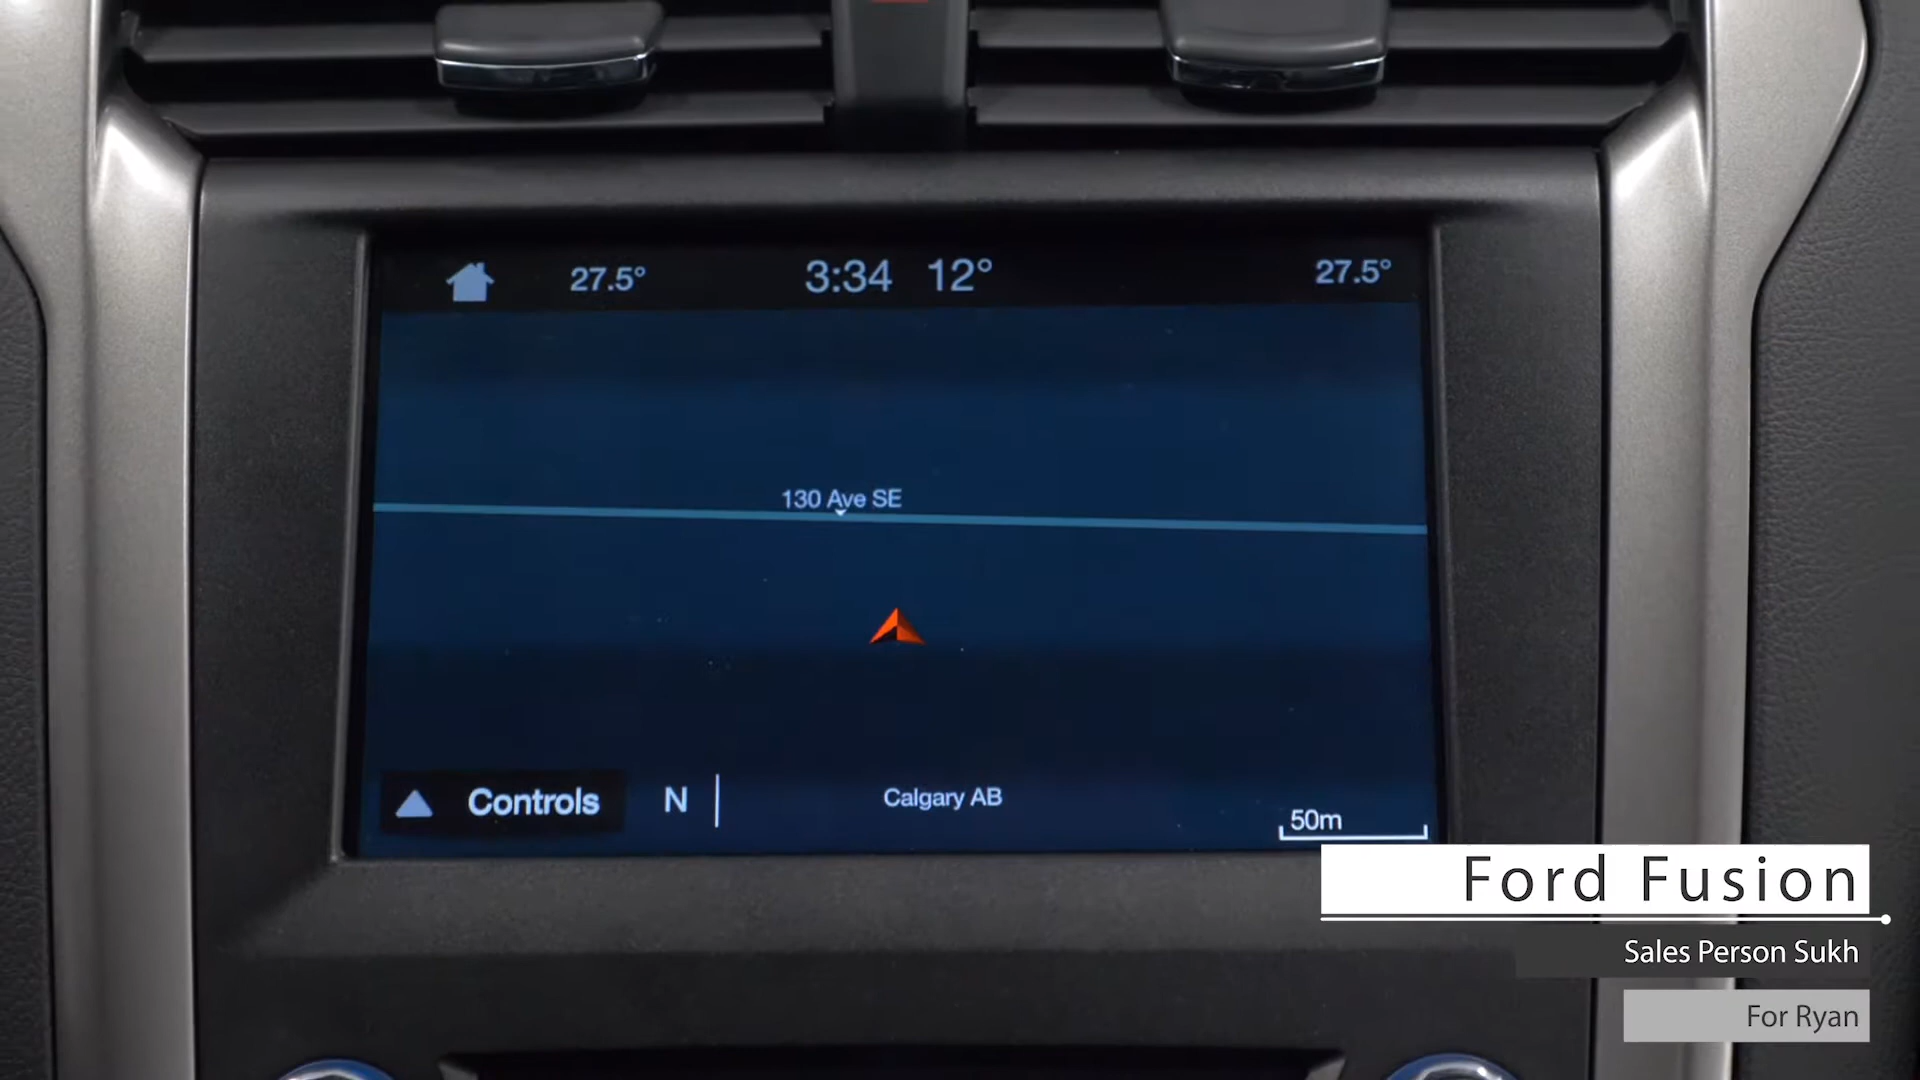 27.5° 3:34 12° 27.5°
130 Ave SE
Controls N Calgary AB 50m
Ford Fusion
Sales Person Sukh
For Ryan